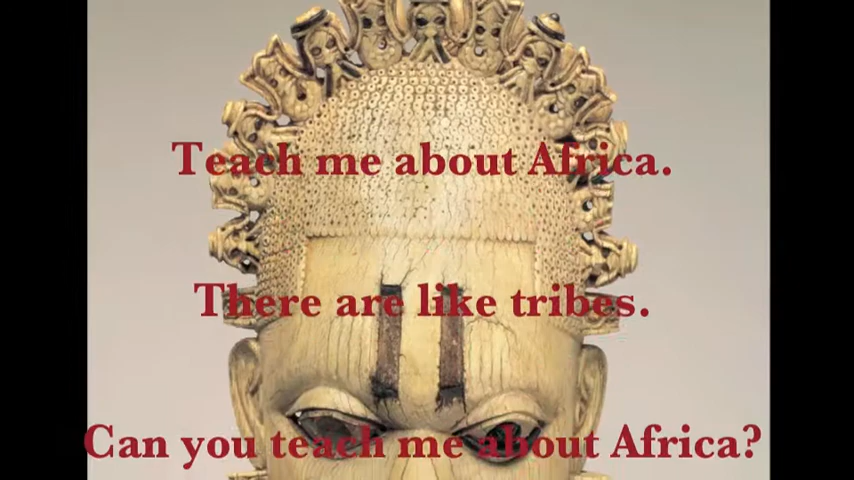 Teach me about Africa.
There are like tribes.
Can you teach me about Africa?